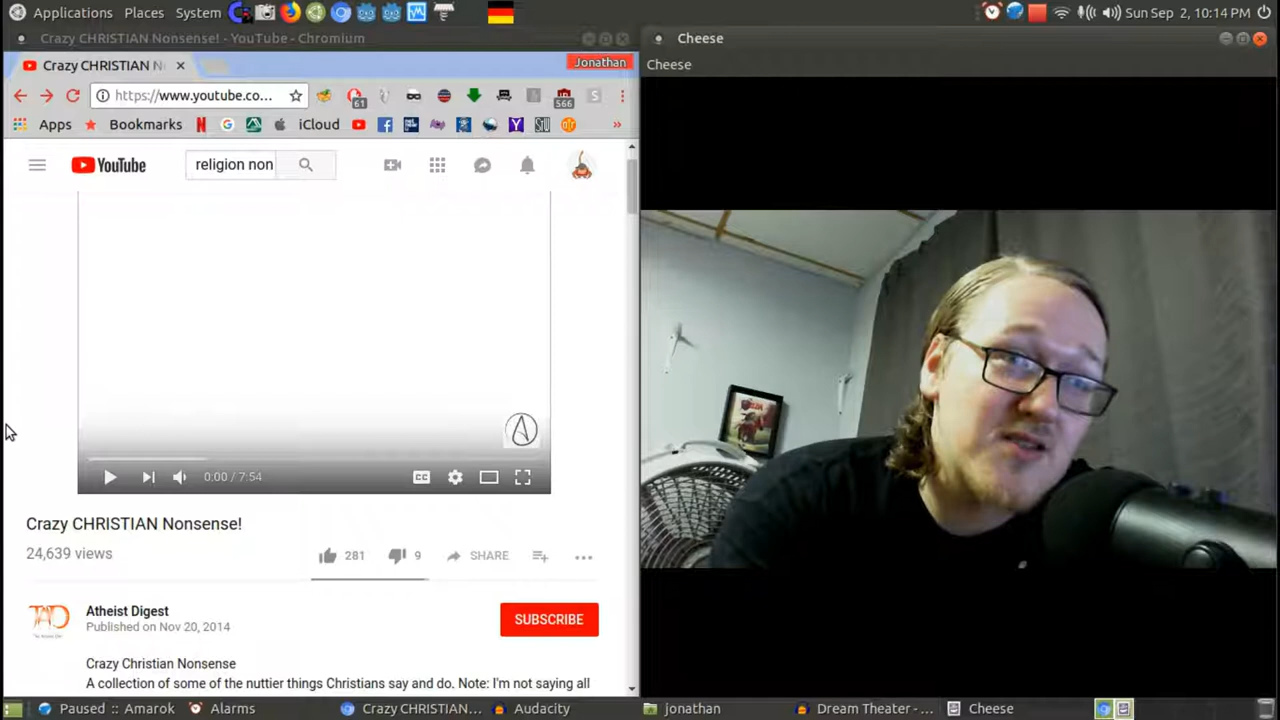 Applications Places System Sun Sep 2, 10:14 PM
Crazy CHRISTIAN Nonsense! - YouTube - Chromium
Cheese
Crazy CHRISTIAN N
Jonathan
Cheese
https://www.youtube.co...
61
566
Apps Bookmarks iCloud »
YouTube
religion non
0:00 / 7:54
CC
Crazy CHRISTIAN Nonsense!
24,639 views
281 9 SHARE
Atheist Digest
Published on Nov 20, 2014
SUBSCRIBE
Crazy Christian Nonsense
A collection of some of the nuttier things Christians say and do. Note: I'm not saying all
Paused :: Amarok Alarms Crazy CHRISTIAN... Audacity jonathan Dream Theater - ... Cheese